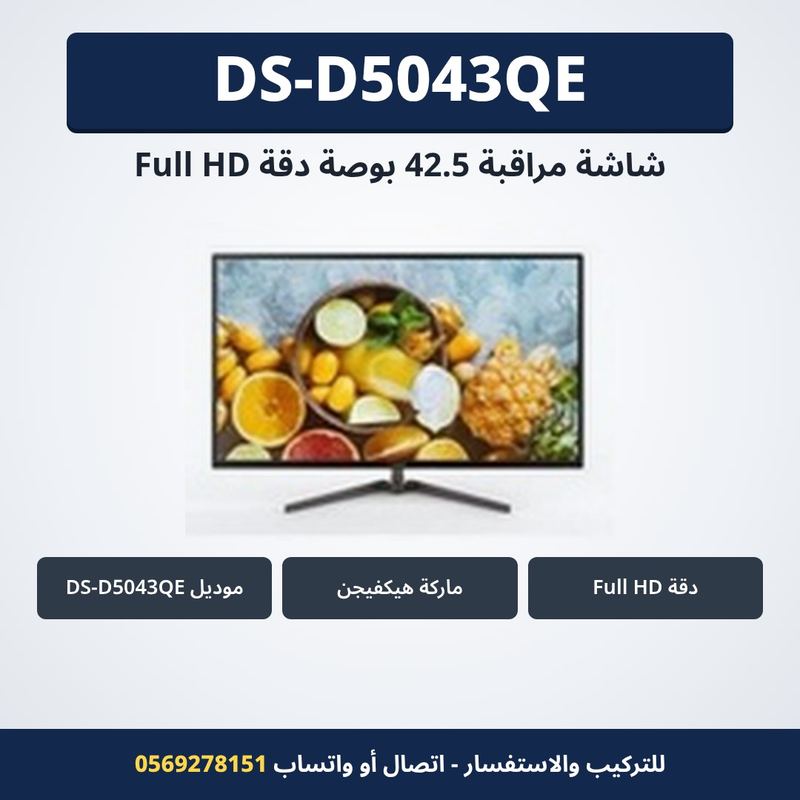 DS-D5043QE
شاشة مراقبة 42.5 بوصة دقة Full HD
دقة Full HD
ماركة هيكفيجن
موديل DS-D5043QE
للتركيب والاستفسار - اتصال أو واتساب 0569278151